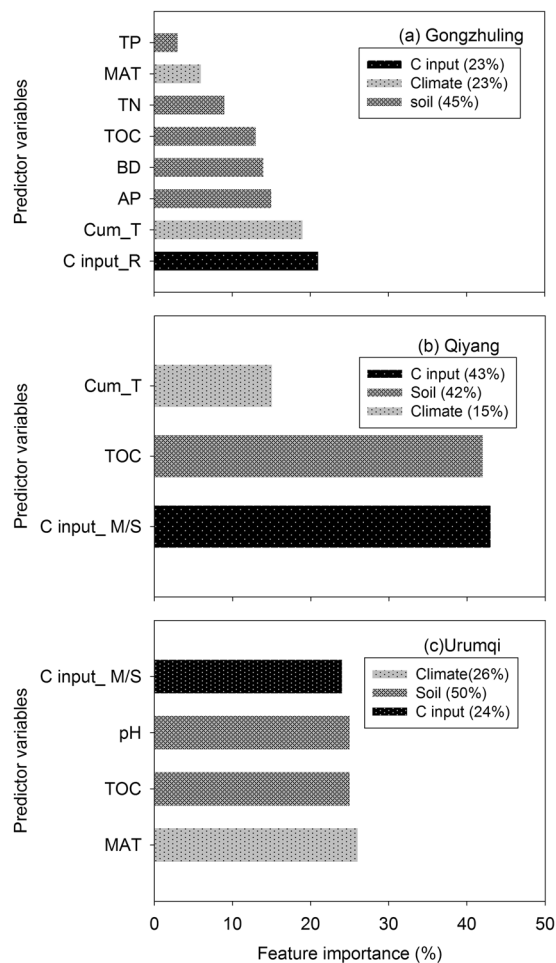 (a) Gongzhuling
C input (23%)
Climate (23%)
soil (45%)
Predictor variables
TP
MAT
TN
TOC
BD
AP
Cum_T
C input_R
(b) Qiyang
C input (43%)
Soil (42%)
Climate (15%)
Predictor variables
Cum_T
TOC
C input_ M/S
(c)Urumqi
Climate(26%)
Soil (50%)
C input (24%)
Predictor variables
C input_ M/S
pH
TOC
MAT
0 10 20 30 40 50
Feature importance (%)